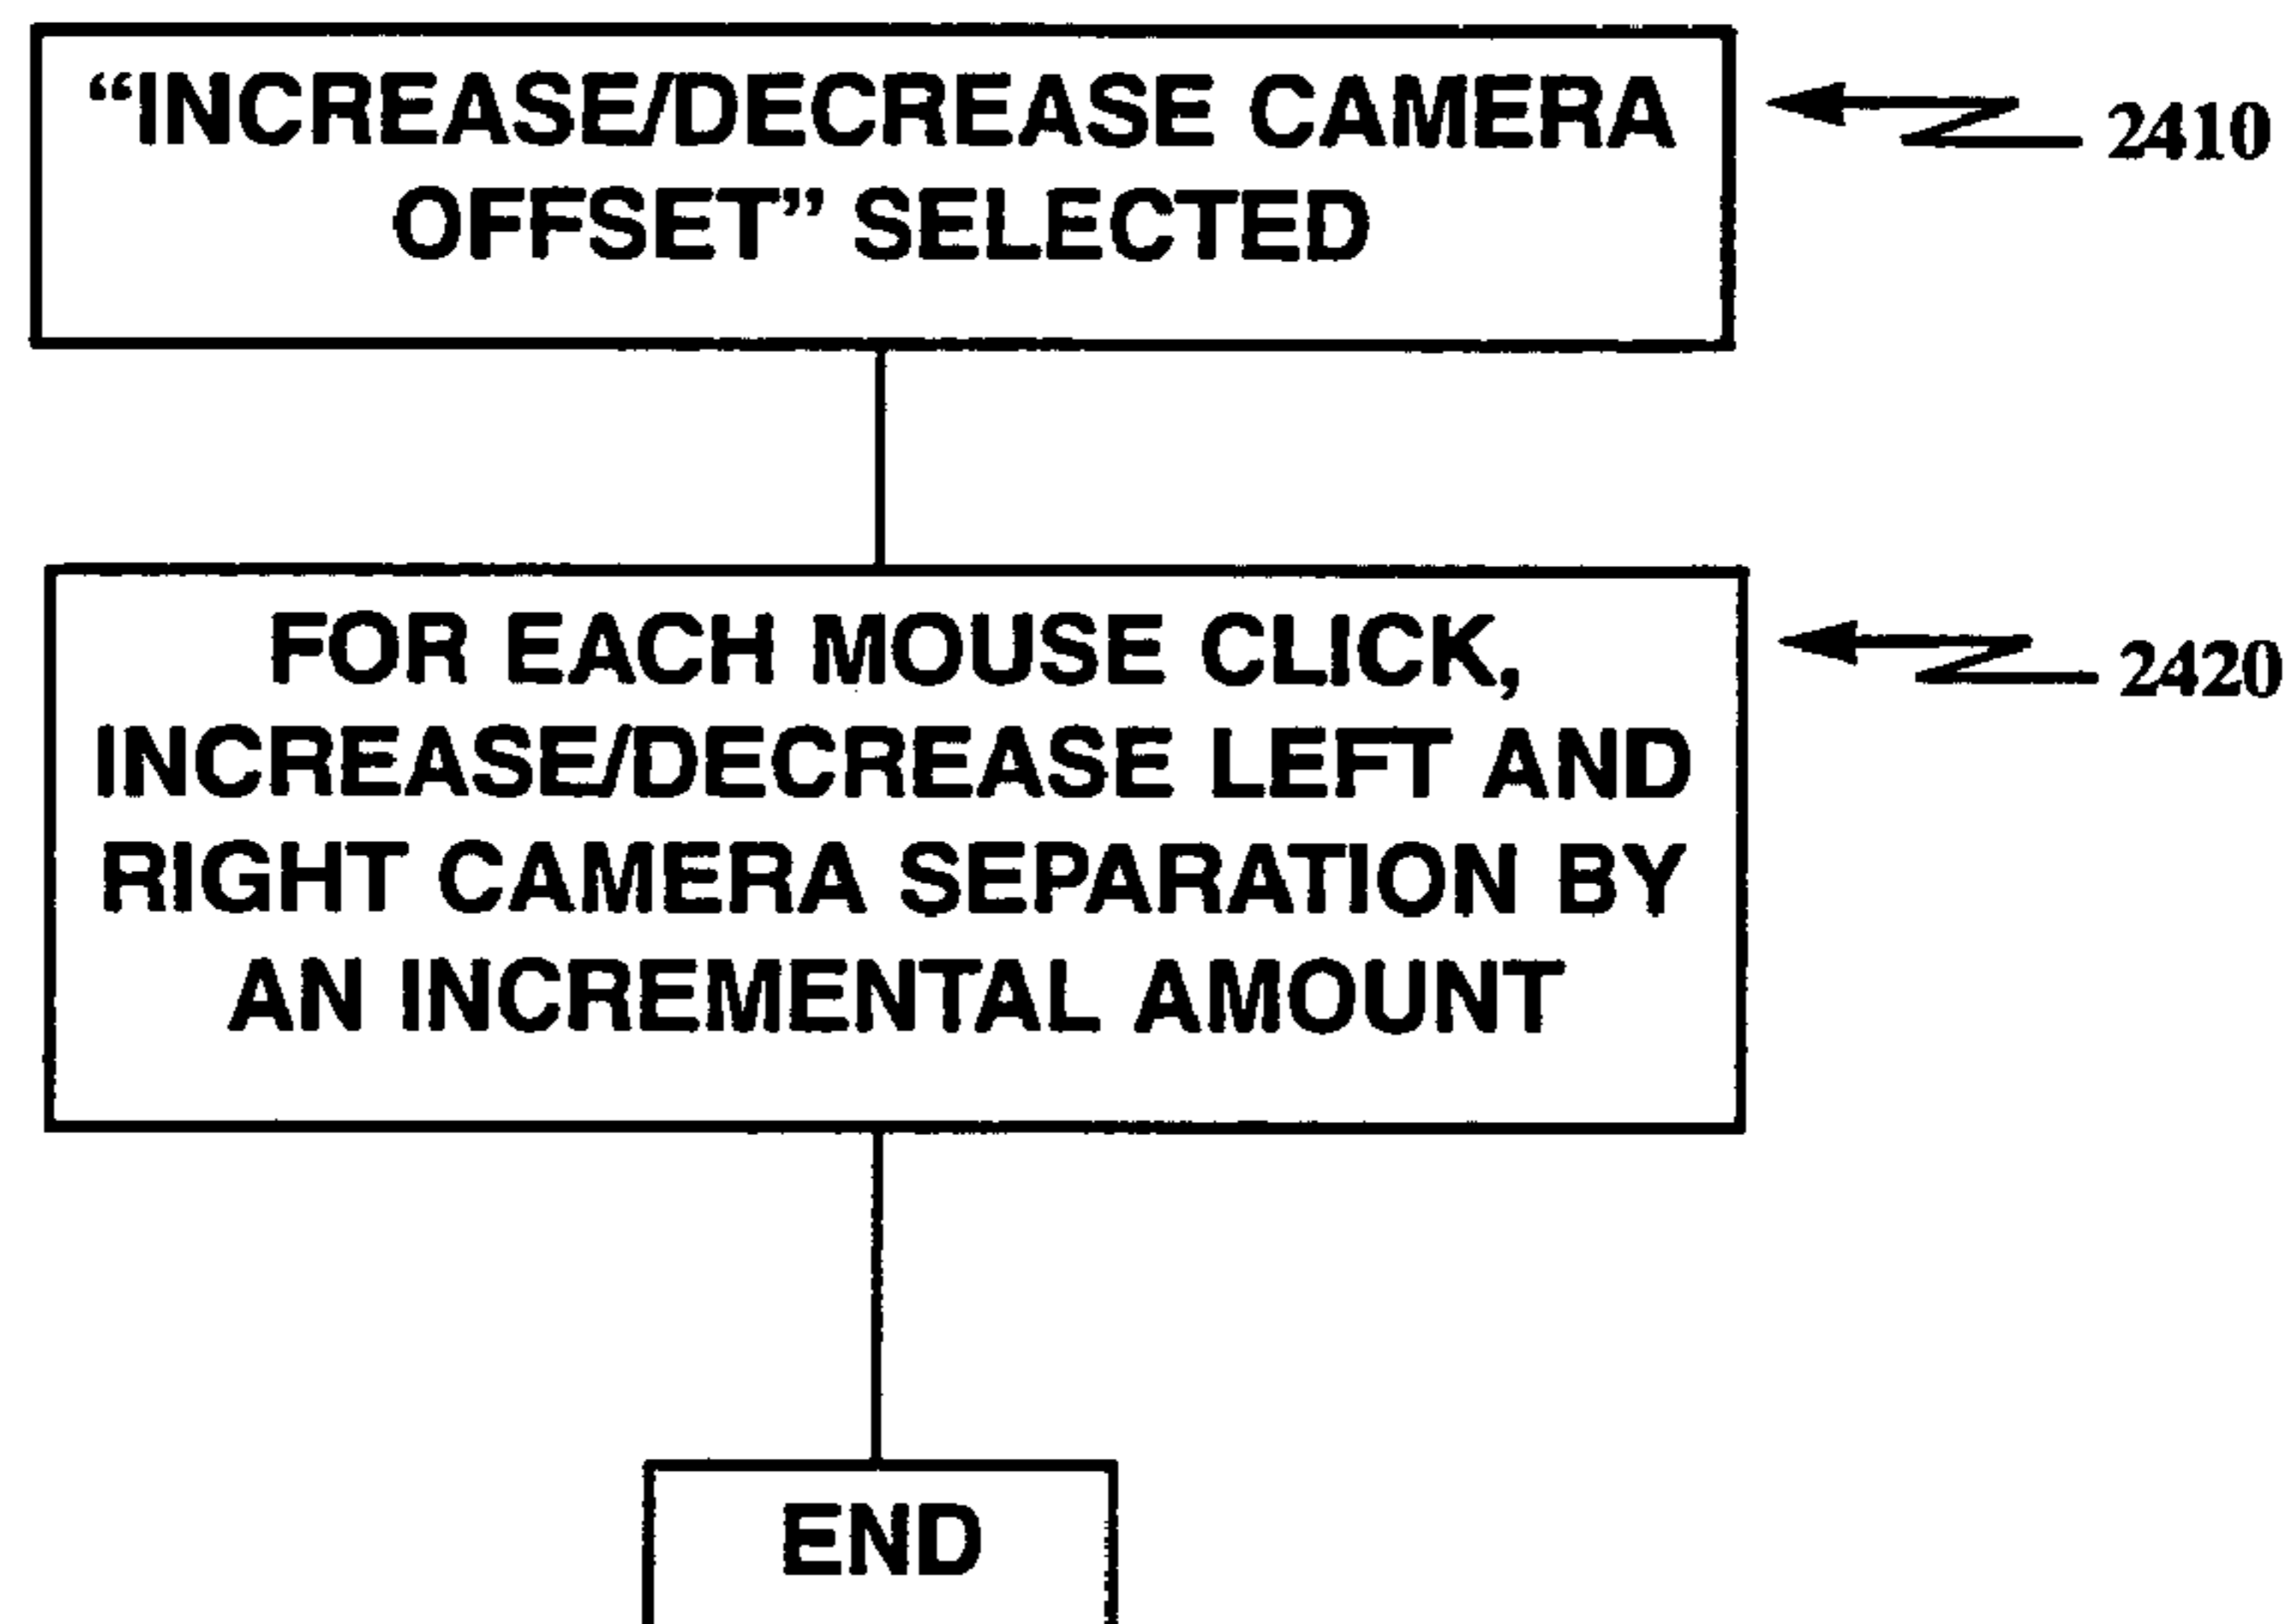 “INCREASE/DECREASE CAMERA
OFFSET” SELECTED
2410
FOR EACH MOUSE CLICK,
INCREASE/DECREASE LEFT AND
RIGHT CAMERA SEPARATION BY
AN INCREMENTAL AMOUNT
2420
END